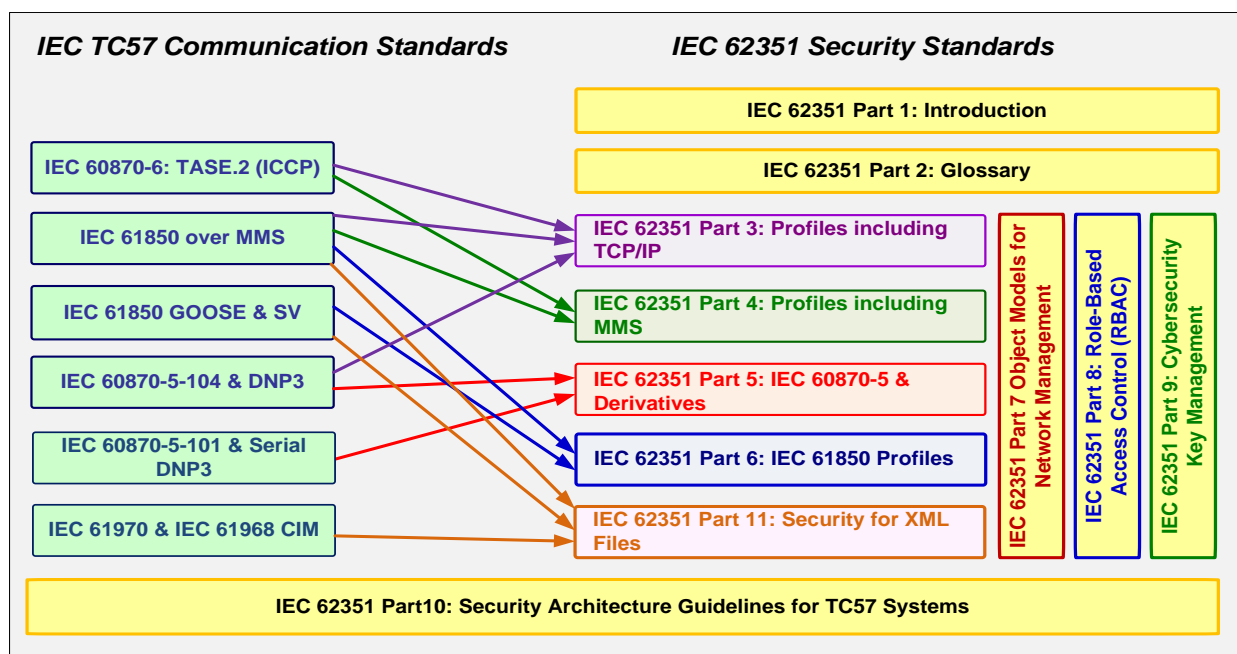 IEC TC57 Communication Standards
IEC 62351 Security Standards
IEC 62351 Part 1: Introduction
IEC 62351 Part 2: Glossary
IEC 60870-6: TASE.2 (ICCP)
IEC 61850 over MMS
IEC 61850 GOOSE & SV
IEC 60870-5-104 & DNP3
IEC 60870-5-101 & Serial
DNP3
IEC 61970 & IEC 61968 CIM
IEC 62351 Part 3: Profiles including
TCP/IP
IEC 62351 Part 4: Profiles including
MMS
IEC 62351 Part 5: IEC 60870-5 &
Derivatives
IEC 62351 Part 6: IEC 61850 Profiles
IEC 62351 Part 11: Security for XML
Files
IEC 62351 Part 7 Object Models for
Network Management
IEC 62351 Part 8: Role-Based
Access Control (RBAC)
IEC 62351 Part 9: Cybersecurity
Key Management
IEC 62351 Part10: Security Architecture Guidelines for TC57 Systems